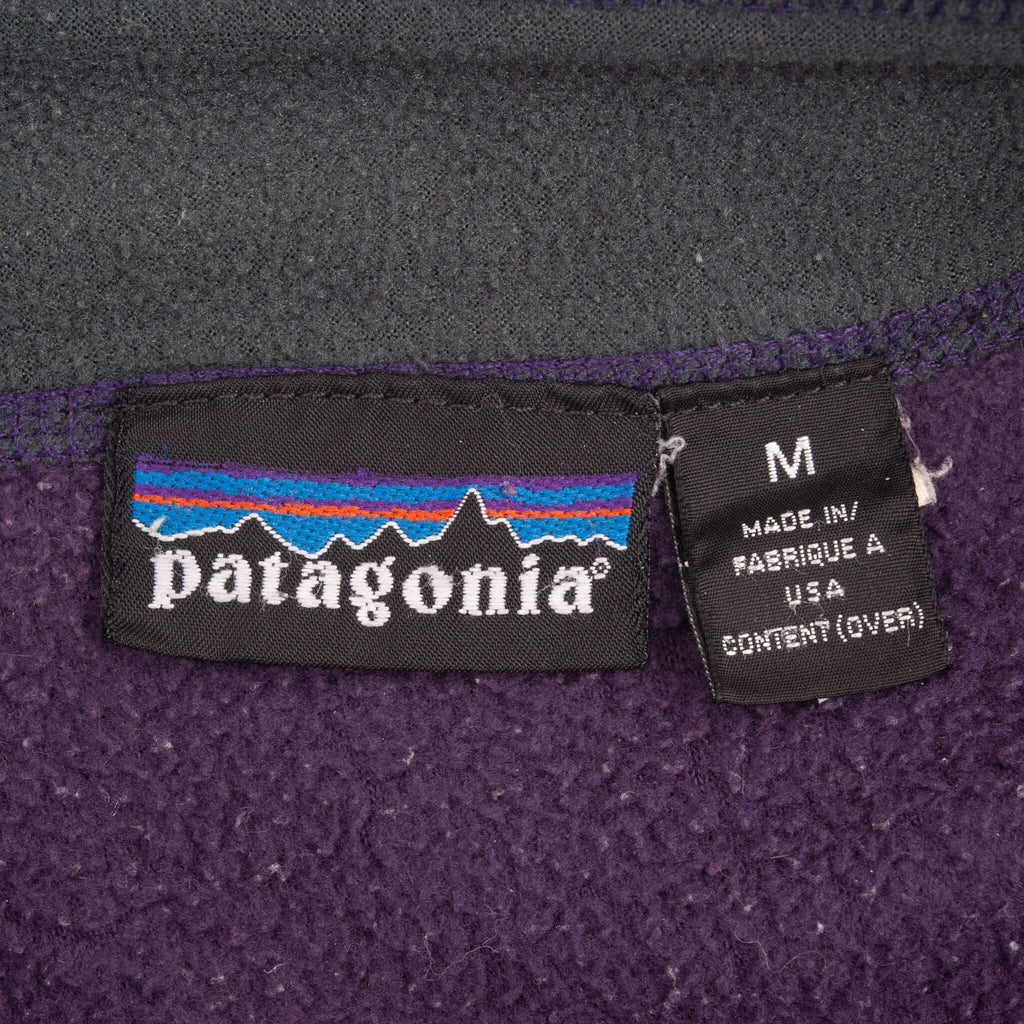 patagonia®
M
MADE IN/
FABRIQUE A
USA
CONTENT (OVER)